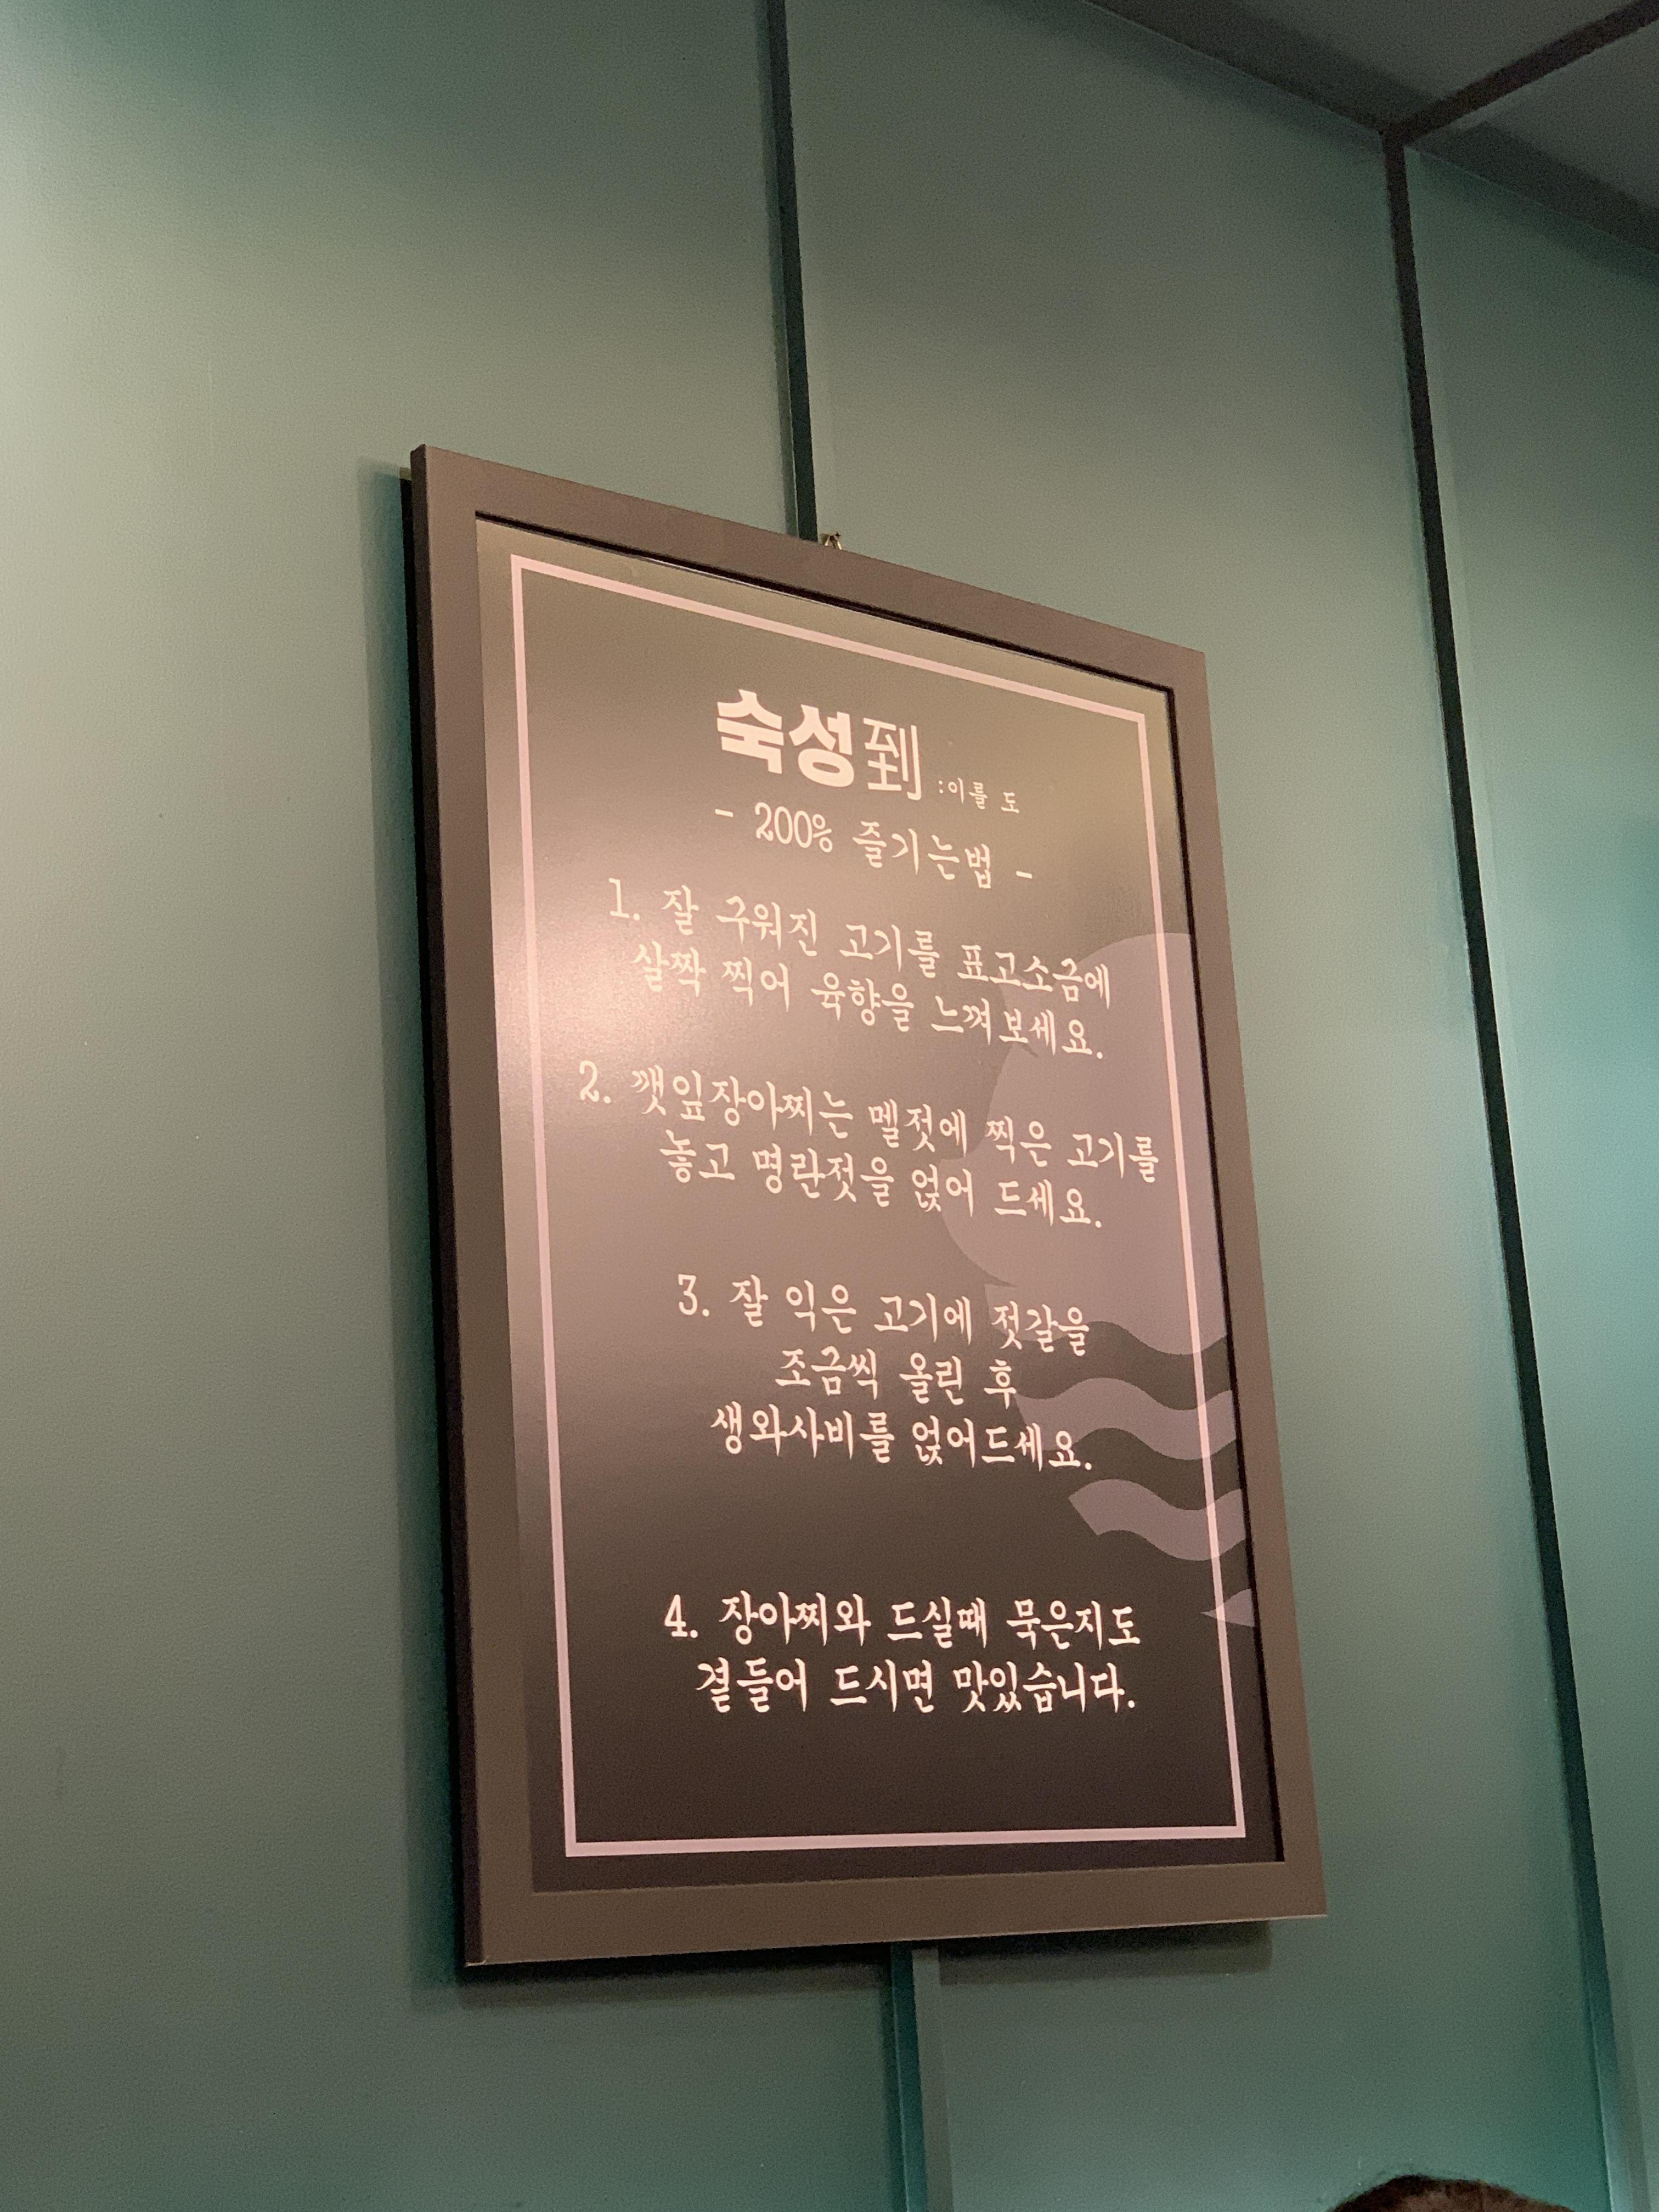 숙성到 :이를 도
- 200% 즐기는법 -
1. 잘 구워진 고기를 표고소금에
살짝 찍어 육향을 느껴보세요.
2. 깻잎장아찌는 멜젓에 찍은 고기를
놓고 명란젓을 얹어 드세요.
3. 잘 익은 고기에 젓갈을
조금씩 올린 후
생와사비를 얹어드세요.
4. 장아찌와 드실때 묵은지도
곁들어 드시면 맛있습니다.